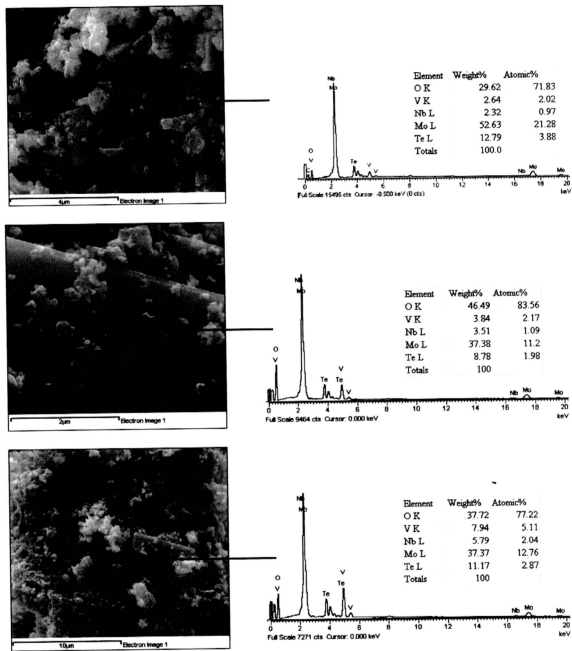 Nb
Mo
O
V
Te
V
Nb Mo Mo
0 2 4 6 8 10 12 14 16 18 20
Full Scale 15495 cts Cursor: -0.500 keV (0 cts) keV
Element Weight% Atomic%
O K 29.62 71.83
V K 2.64 2.02
Nb L 2.32 0.97
Mo L 52.63 21.28
Te L 12.79 3.88
Totals 100.0
4µm Electron Image 1
Nb
Mo
O
V
V
Te Te
V
Nb Mo Mo
0 2 4 6 8 10 12 14 16 18 20
Full Scale 9464 cts Cursor: 0.000 keV keV
Element Weight% Atomic%
O K 46.49 83.56
V K 3.84 2.17
Nb L 3.51 1.09
Mo L 37.38 11.2
Te L 8.78 1.98
Totals 100
2µm Electron Image 1
Nb
Mo
O
V
V
Te Te
V
Nb Mo Mo
0 2 4 6 8 10 12 14 16 18 20
Full Scale 7271 cts Cursor: 0.000 keV keV
Element Weight% Atomic%
O K 37.72 77.22
V K 7.94 5.11
Nb L 5.79 2.04
Mo L 37.37 12.76
Te L 11.17 2.87
Totals 100
10µm Electron Image 1